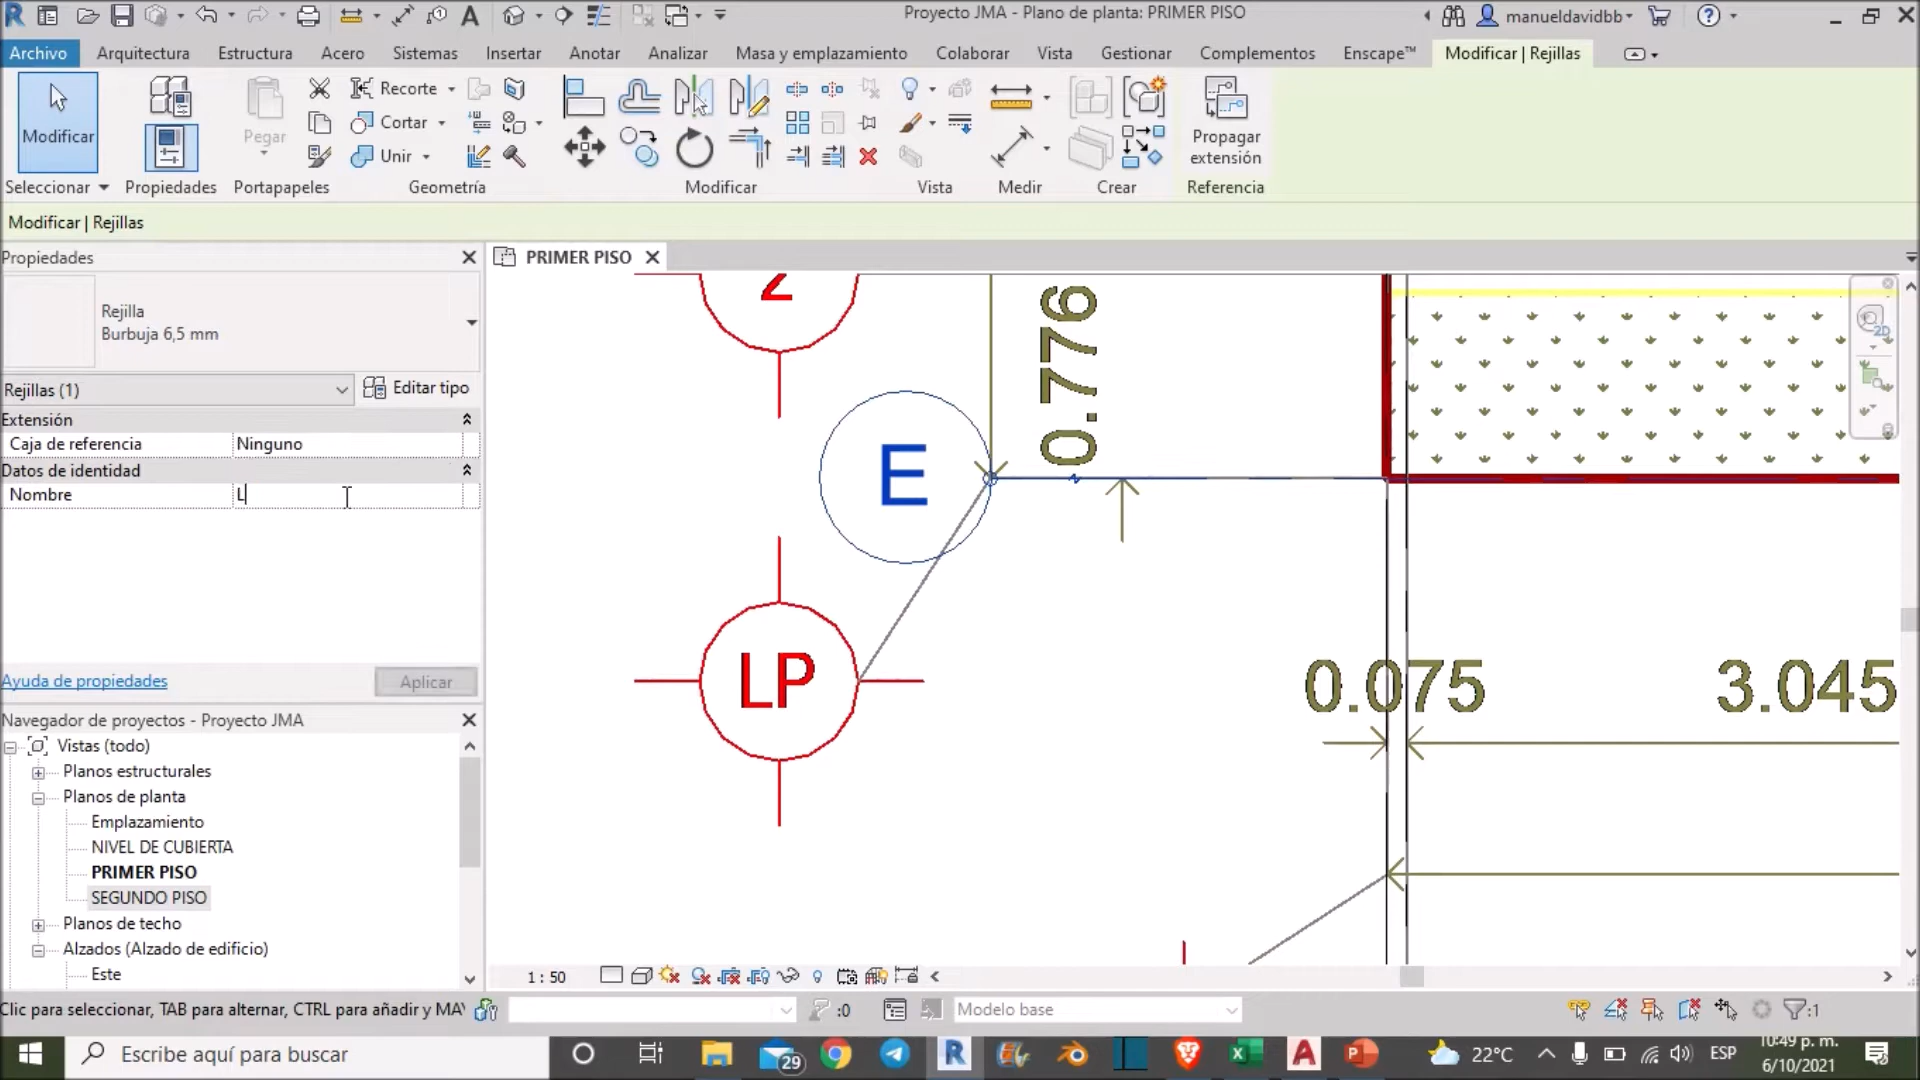 Proyecto JMA - Plano de planta: PRIMER PISO
manueldavidbb
Archivo Arquitectura Estructura Acero Sistemas Insertar Anotar Analizar Masa y emplazamiento Colaborar Vista Gestionar Complementos Enscape™ Modificar | Rejillas
Modificar
Pegar
Recorte
Cortar
Unir
Propagar
extensión
Seleccionar Propiedades Portapapeles Geometría Modificar Vista Medir Crear Referencia
Modificar | Rejillas
Propiedades
PRIMER PISO
Rejilla
Burbuja 6,5 mm
Rejillas (1)
Editar tipo
Extensión
Caja de referencia Ninguno
Datos de identidad
Nombre L
Ayuda de propiedades
Aplicar
Navegador de proyectos - Proyecto JMA
Vistas (todo)
Planos estructurales
Planos de planta
Emplazamiento
NIVEL DE CUBIERTA
PRIMER PISO
SEGUNDO PISO
Planos de techo
Alzados (Alzado de edificio)
Este
2
0.776
2D
E
LP
0.075
3.045
1 : 50
Clic para seleccionar, TAB para alternar, CTRL para añadir y MA
:0
Modelo base
:1
Escribe aquí para buscar
29
22°C
ESP
10:49 p. m.
6/10/2021